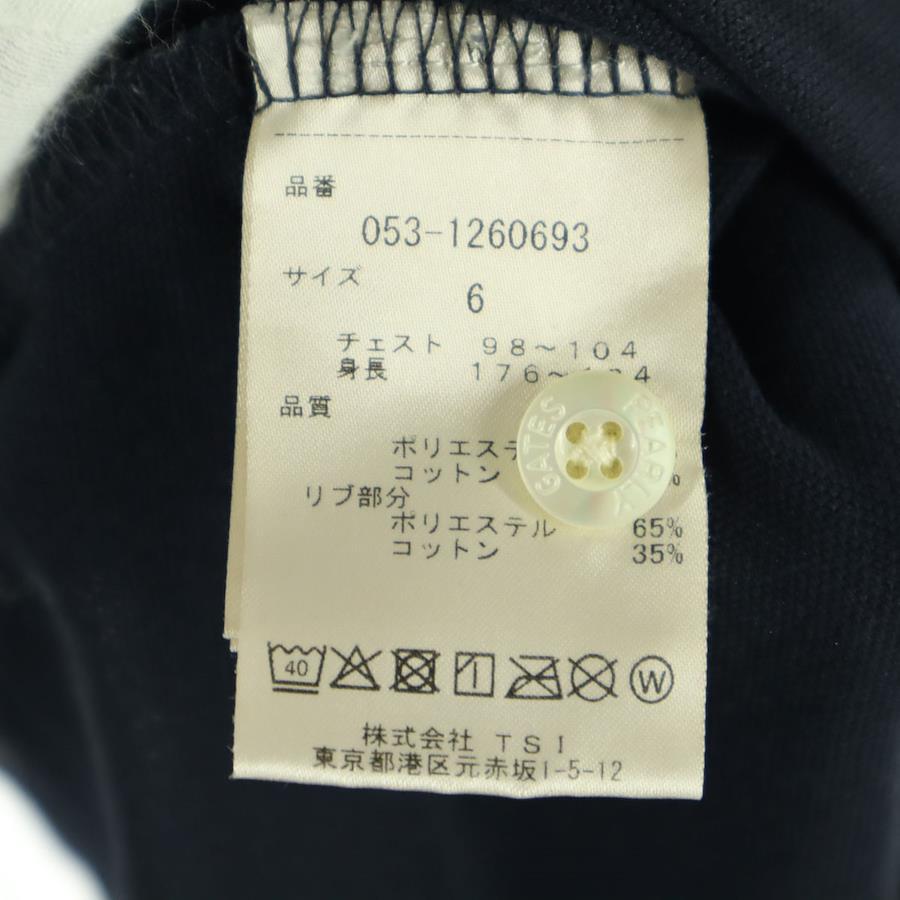 品番
053-1260693
サイズ
6
チェスト 98～104
身長 176～
品質
コットン
リブ部分
ポリエステル 65%
コットン 35%
40
W
株式会社 TSI
東京都港区元赤坂1-5-12
PEARLY GATES